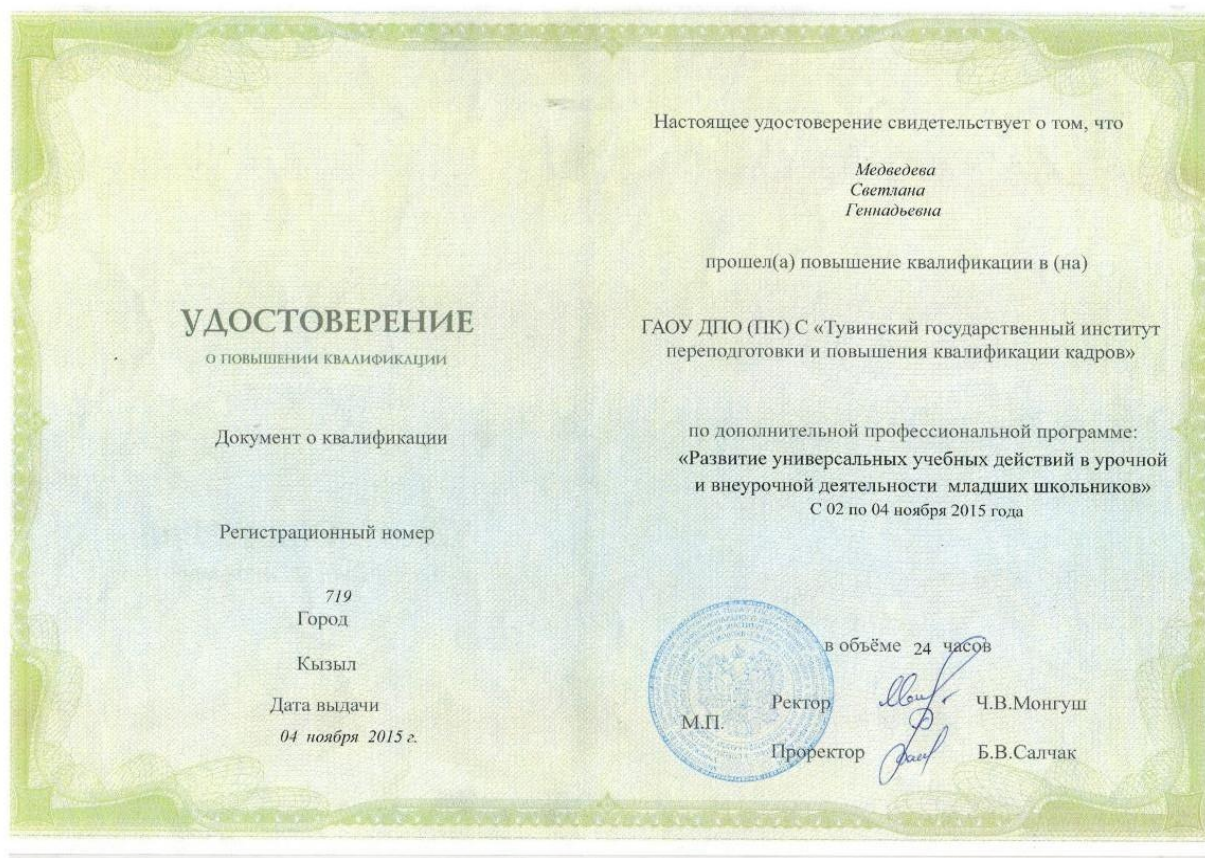 УДОСТОВЕРЕНИЕ
О ПОВЫШЕНИИ КВАЛИФИКАЦИИ
Документ о квалификации
Регистрационный номер
719
Город
Кызыл
Дата выдачи
04 ноября 2015 г.
Настоящее удостоверение свидетельствует о том, что
Медведева
Светлана
Геннадьевна
прошел(а) повышение квалификации в (на)
ГАОУ ДПО (ПК) С «Тувинский государственный институт
переподготовки и повышения квалификации кадров»
по дополнительной профессиональной программе:
«Развитие универсальных учебных действий в урочной
и внеурочной деятельности младших школьников»
С 02 по 04 ноября 2015 года
в объёме 24 часов
Ректор Ч.В.Монгуш
М.П.
Проректор Б.В.Салчак